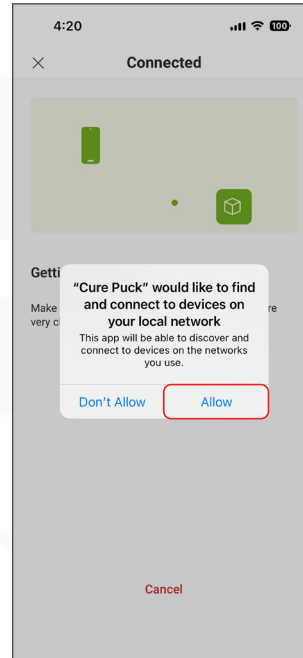 4:20
100
Connected
Getti
Make re
very cl
“Cure Puck” would like to find
and connect to devices on
your local network
This app will be able to discover and
connect to devices on the networks
you use.
Don't Allow Allow
Cancel